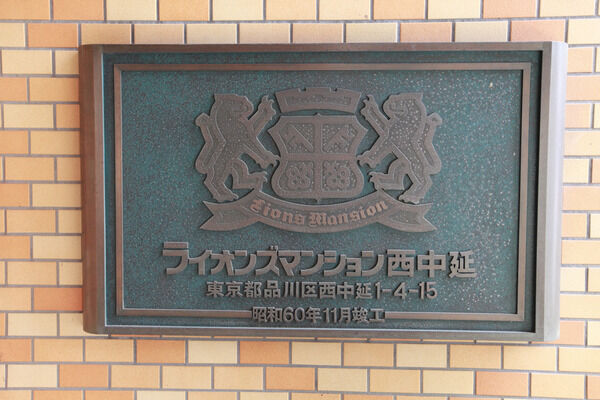 Lions Mansion
ライオンズマンション西中延
東京都品川区西中延1-4-15
昭和60年11月竣工